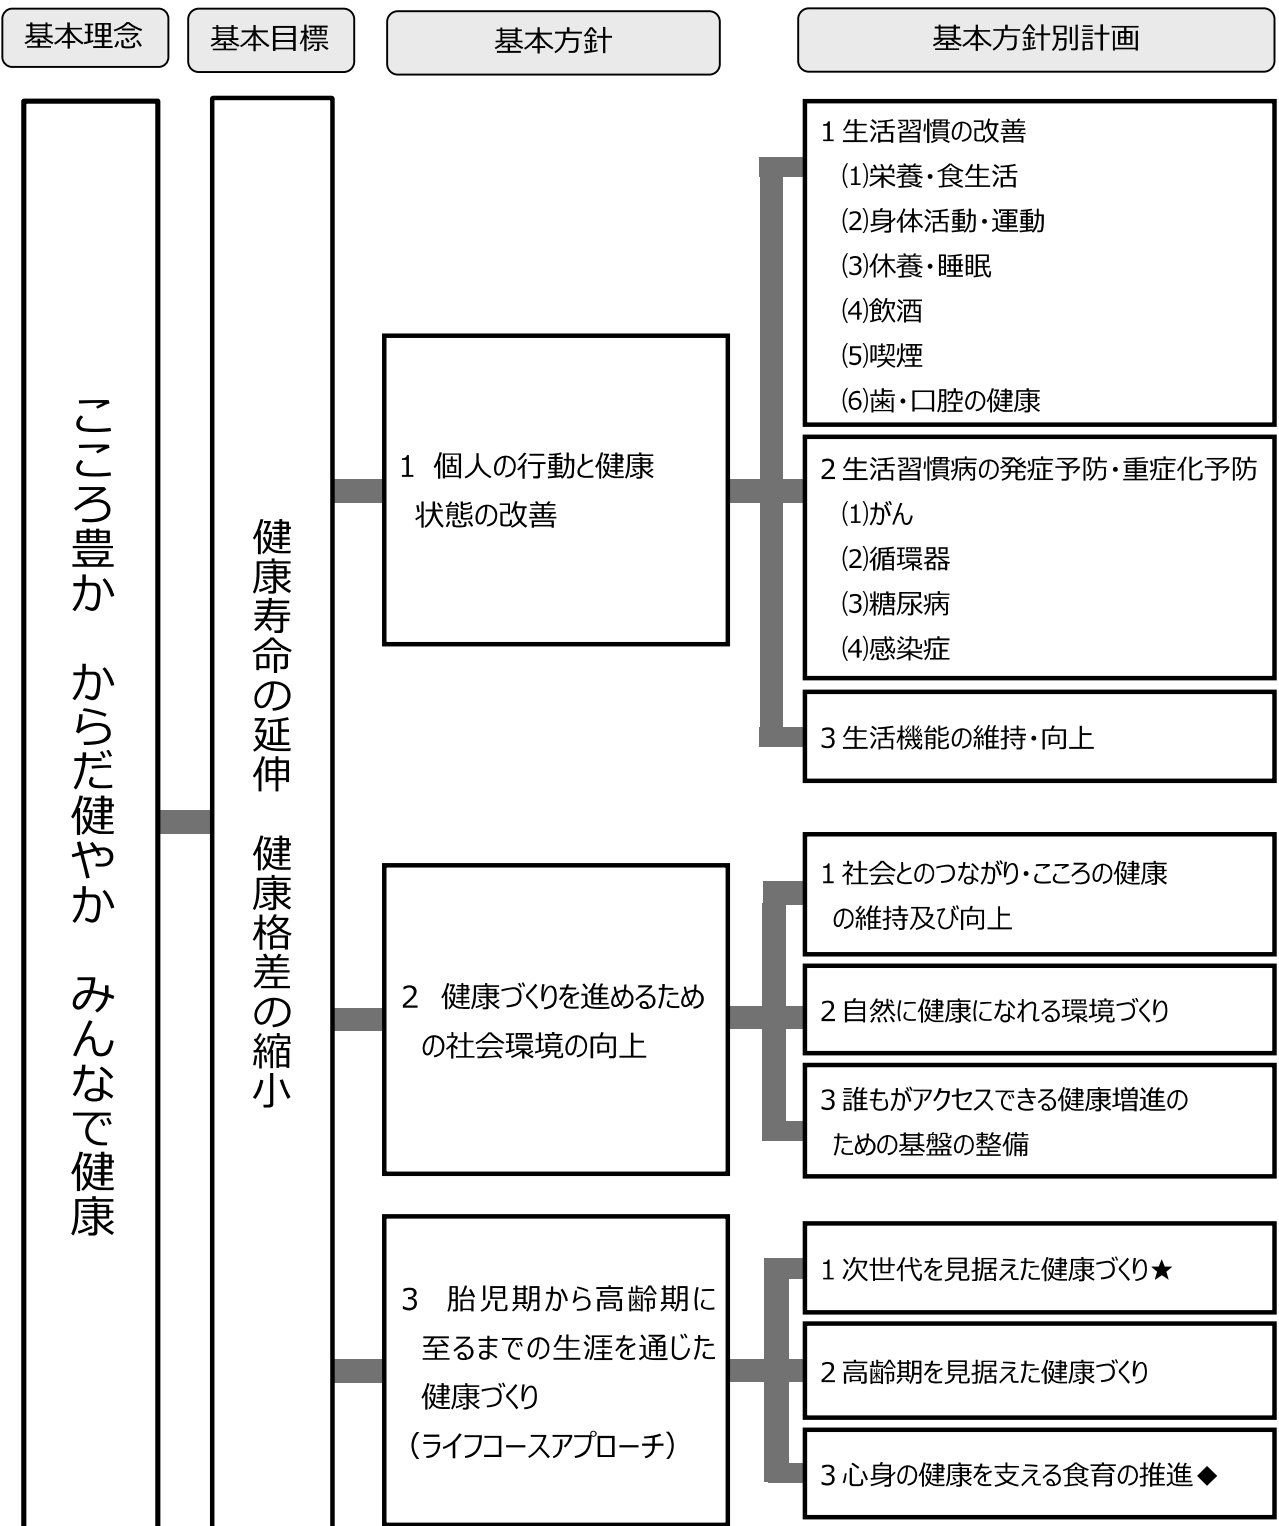 基本理念
基本目標
基本方針
基本方針別計画
こころ豊か　からだ健やか　みんなで健康
健康寿命の延伸　健康格差の縮小
1　個人の行動と健康
状態の改善
1 生活習慣の改善
⑴栄養・食生活
⑵身体活動・運動
⑶休養・睡眠
⑷飲酒
⑸喫煙
⑹歯・口腔の健康
2 生活習慣病の発症予防・重症化予防
⑴がん
⑵循環器
⑶糖尿病
⑷感染症
3 生活機能の維持・向上
2　健康づくりを進めるため
の社会環境の向上
1 社会とのつながり・こころの健康
の維持及び向上
2 自然に健康になれる環境づくり
3 誰もがアクセスできる健康増進の
ための基盤の整備
3　胎児期から高齢期に
至るまでの生涯を通じた
健康づくり
（ライフコースアプローチ）
1 次世代を見据えた健康づくり★
2 高齢期を見据えた健康づくり
3 心身の健康を支える食育の推進◆